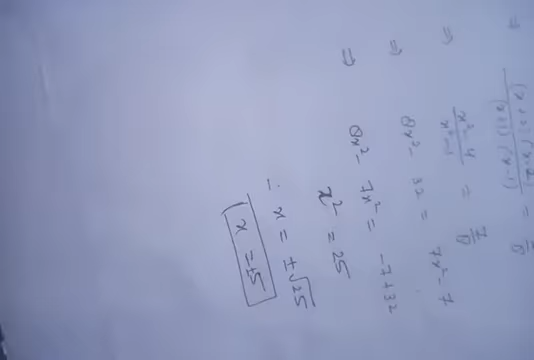 ⇒ (x+2)(x-2)/(x+1)(x-1) = 7/8
⇒ x²-4/x²-1 = 7/8
⇒ 8x² - 32 = 7x² - 7
⇒ 8x² - 7x² = -7+32
x² = 25
∴ x = ±√25
x = ±5